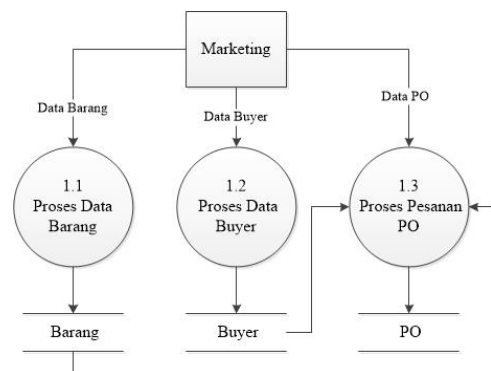 Marketing
Data Barang
Data Buyer
Data PO
1.1
Proses Data
Barang
1.2
Proses Data
Buyer
1.3
Proses Pesanan
PO
Barang
Buyer
PO